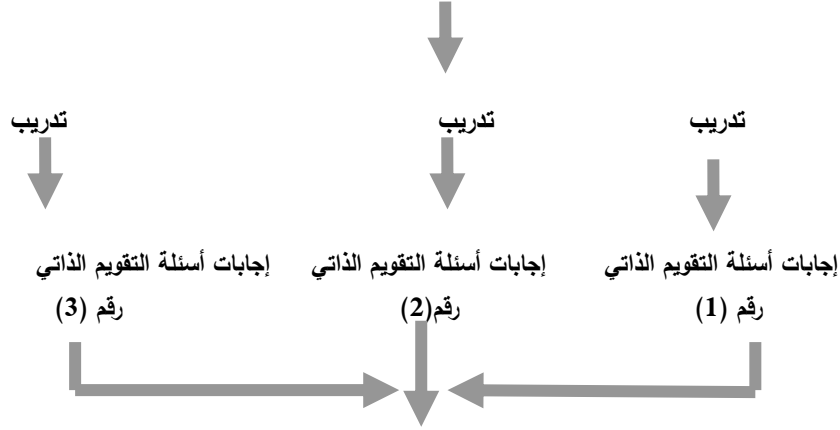 تدريب
تدريب
تدريب
إجابات أسئلة التقويم الذاتي
رقم (1)
إجابات أسئلة التقويم الذاتي
رقم(2)
إجابات أسئلة التقويم الذاتي
رقم (3)